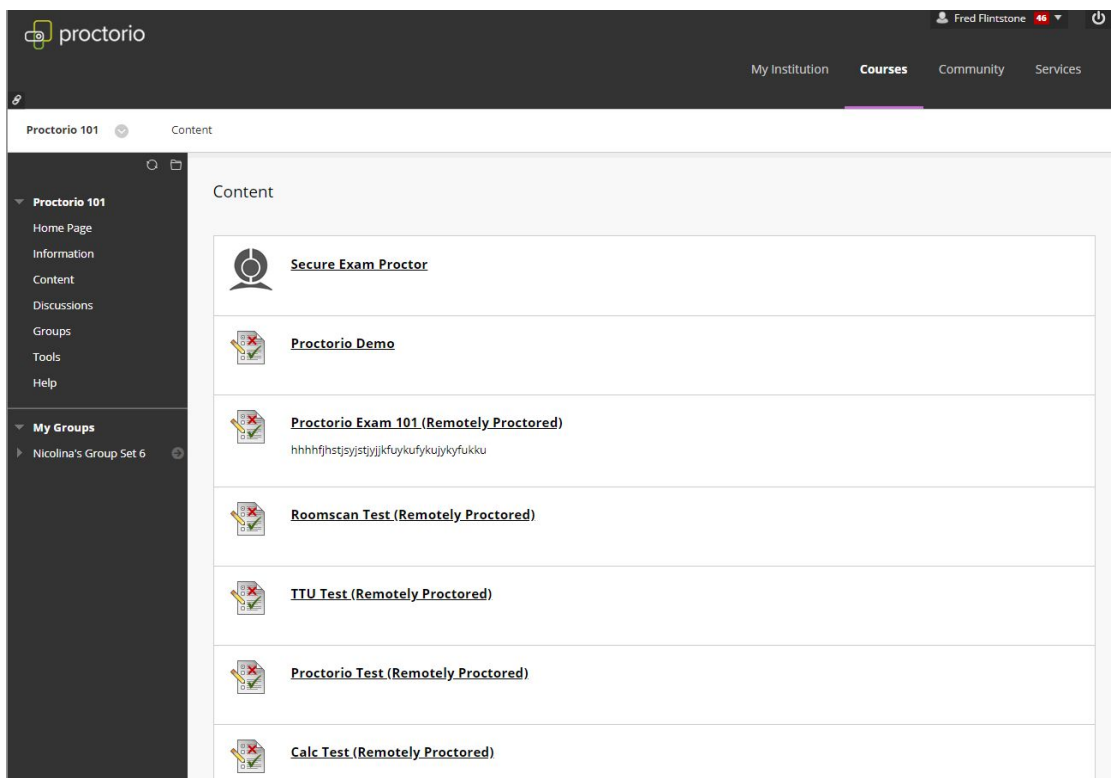 proctorio
Fred Flintstone 46
My Institution Courses Community Services
Proctorio 101 Content
Proctorio 101
Home Page
Information
Content
Discussions
Groups
Tools
Help
My Groups
Nicolina's Group Set 6
Content
Secure Exam Proctor
Proctorio Demo
Proctorio Exam 101 (Remotely Proctored)
hhhhfjhstjsyjstjyjjkfuykufykujykyfukku
Roomscan Test (Remotely Proctored)
TTU Test (Remotely Proctored)
Proctorio Test (Remotely Proctored)
Calc Test (Remotely Proctored)